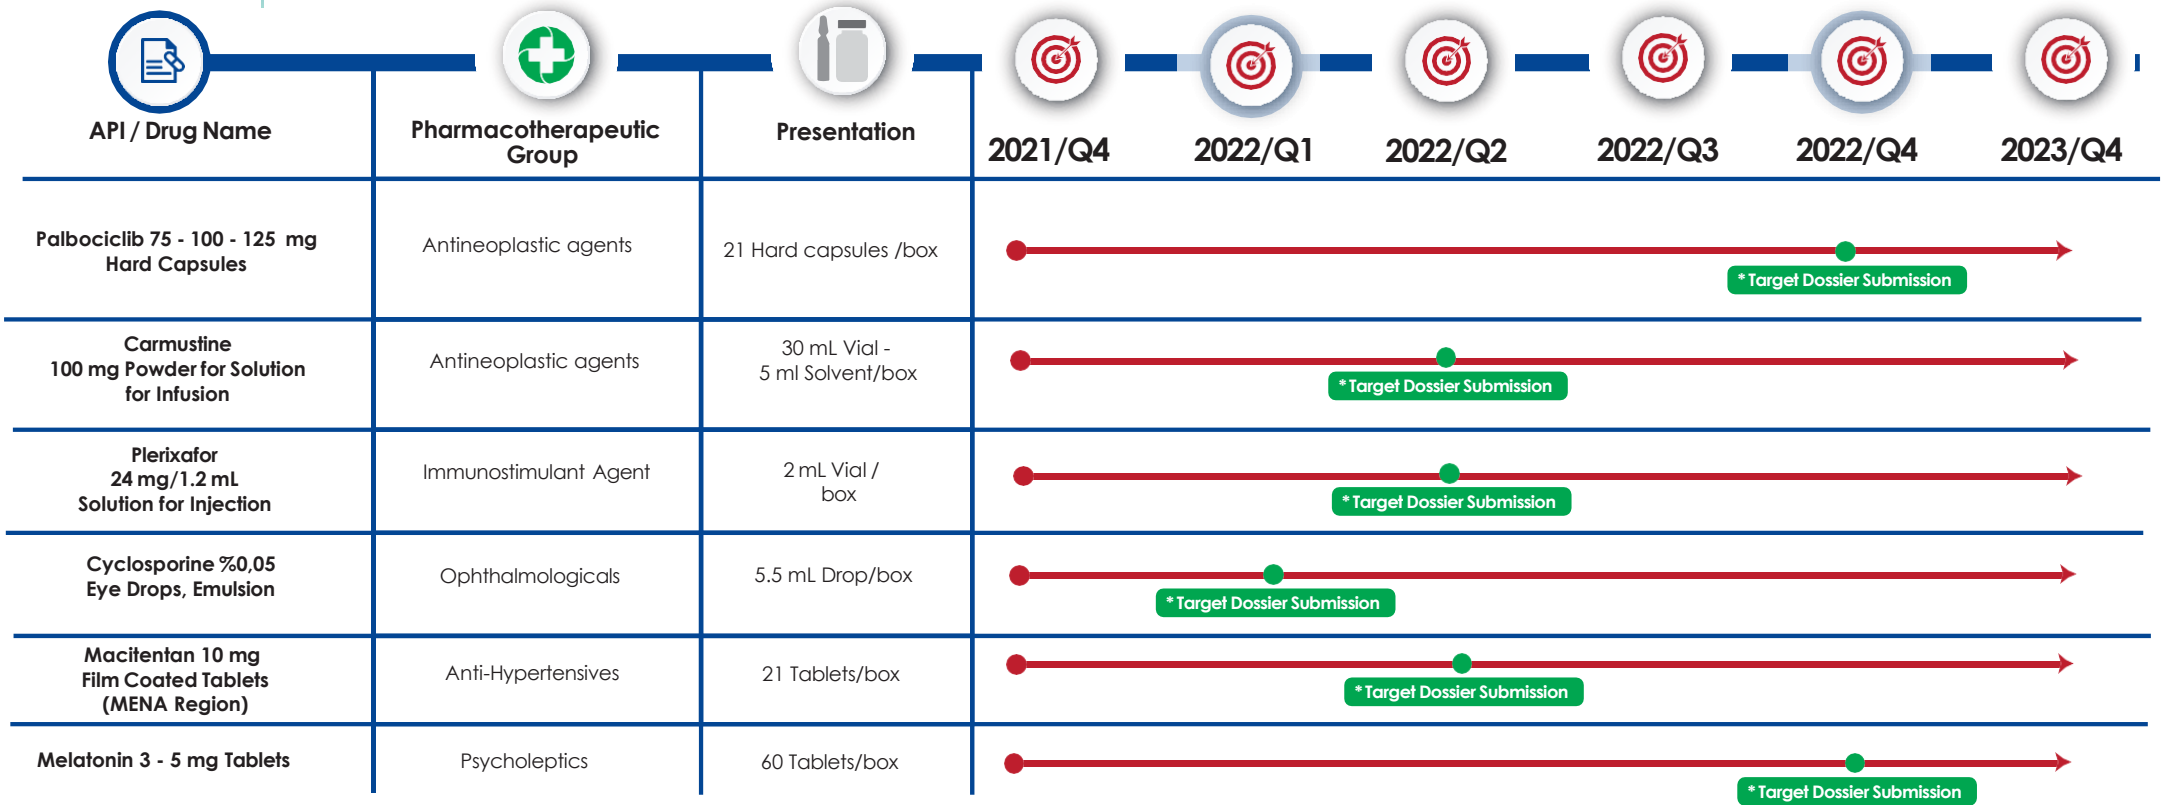 API / Drug Name
Pharmacotherapeutic
Group
Presentation
2021/Q4
2022/Q1
2022/Q2
2022/Q3
2022/Q4
2023/Q4
Palbociclib 75 - 100 - 125 mg
Hard Capsules
Antineoplastic agents
21 Hard capsules /box
* Target Dossier Submission
Carmustine
100 mg Powder for Solution
for Infusion
Antineoplastic agents
30 mL Vial -
5 ml Solvent/box
* Target Dossier Submission
Plerixafor
24 mg/1.2 mL
Solution for Injection
Immunostimulant Agent
2 mL Vial /
box
* Target Dossier Submission
Cyclosporine %0,05
Eye Drops, Emulsion
Ophthalmologicals
5.5 mL Drop/box
* Target Dossier Submission
Macitentan 10 mg
Film Coated Tablets
(MENA Region)
Anti-Hypertensives
21 Tablets/box
* Target Dossier Submission
Melatonin 3 - 5 mg Tablets
Psycholeptics
60 Tablets/box
* Target Dossier Submission